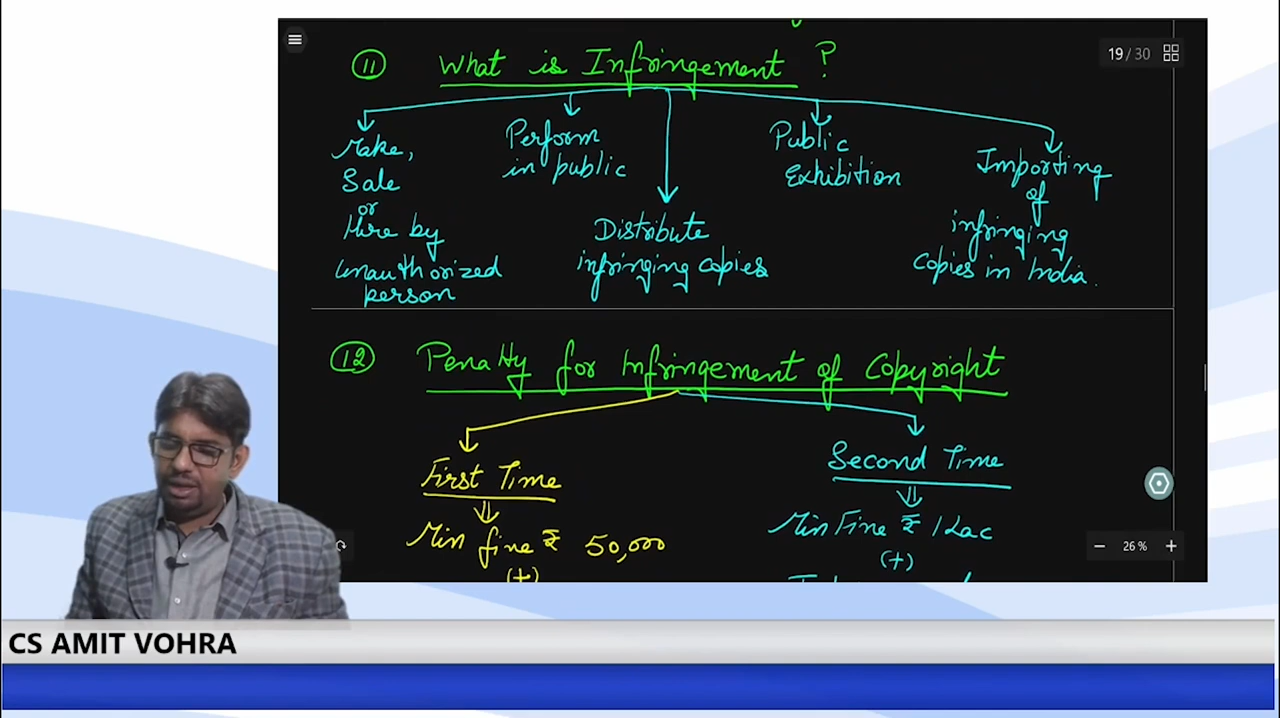 19 / 30
11 What is Infringement ?
Make,
Sale
or
Hire by
unauthorized
person
Perform
in public
Distribute
infringing copies
Public
Exhibition
Importing
of
infringing
Copies in India.
12 Penalty for Infringement of Copyright
First Time
Min fine ₹ 50,000
(+)
Second Time
Min Fine ₹ 1 Lac
(+)
26 %
CS AMIT VOHRA